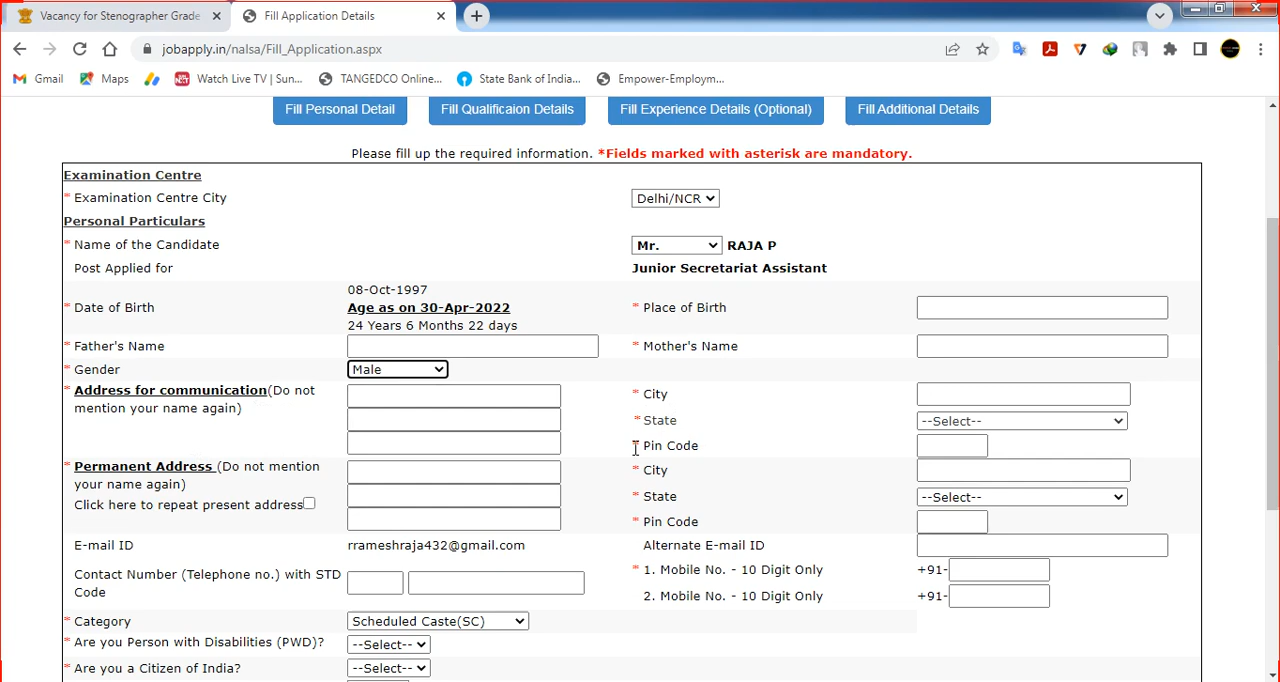 Vacancy for Stenographer Grade
Fill Application Details
jobapply.in/nalsa/Fill_Application.aspx
Gmail
Maps
Watch Live TV | Sun...
TANGEDCO Online...
State Bank of India...
Empower-Employm...
Fill Personal Detail
Fill Qualificaion Details
Fill Experience Details (Optional)
Fill Additional Details
Please fill up the required information. *Fields marked with asterisk are mandatory.
Examination Centre
* Examination Centre City
Delhi/NCR
Personal Particulars
* Name of the Candidate
Mr. RAJA P
Post Applied for
Junior Secretariat Assistant
* Date of Birth
08-Oct-1997
Age as on 30-Apr-2022
24 Years 6 Months 22 days
* Place of Birth
* Father's Name
* Mother's Name
* Gender
Male
* Address for communication(Do not
mention your name again)
* City
* State
--Select--
* Pin Code
* Permanent Address (Do not mention
your name again)
Click here to repeat present address
* City
* State
--Select--
* Pin Code
E-mail ID
rrameshraja432@gmail.com
Alternate E-mail ID
Contact Number (Telephone no.) with STD
Code
* 1. Mobile No. - 10 Digit Only
+91-
2. Mobile No. - 10 Digit Only
+91-
* Category
Scheduled Caste(SC)
* Are you Person with Disabilities (PWD)?
--Select--
* Are you a Citizen of India?
--Select--